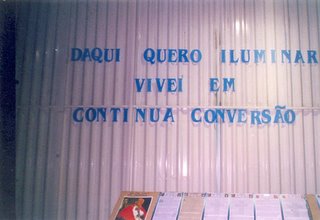 DAQUI QUERO ILUMINAR
VIVEI EM
CONTINUA CONVERSÃO